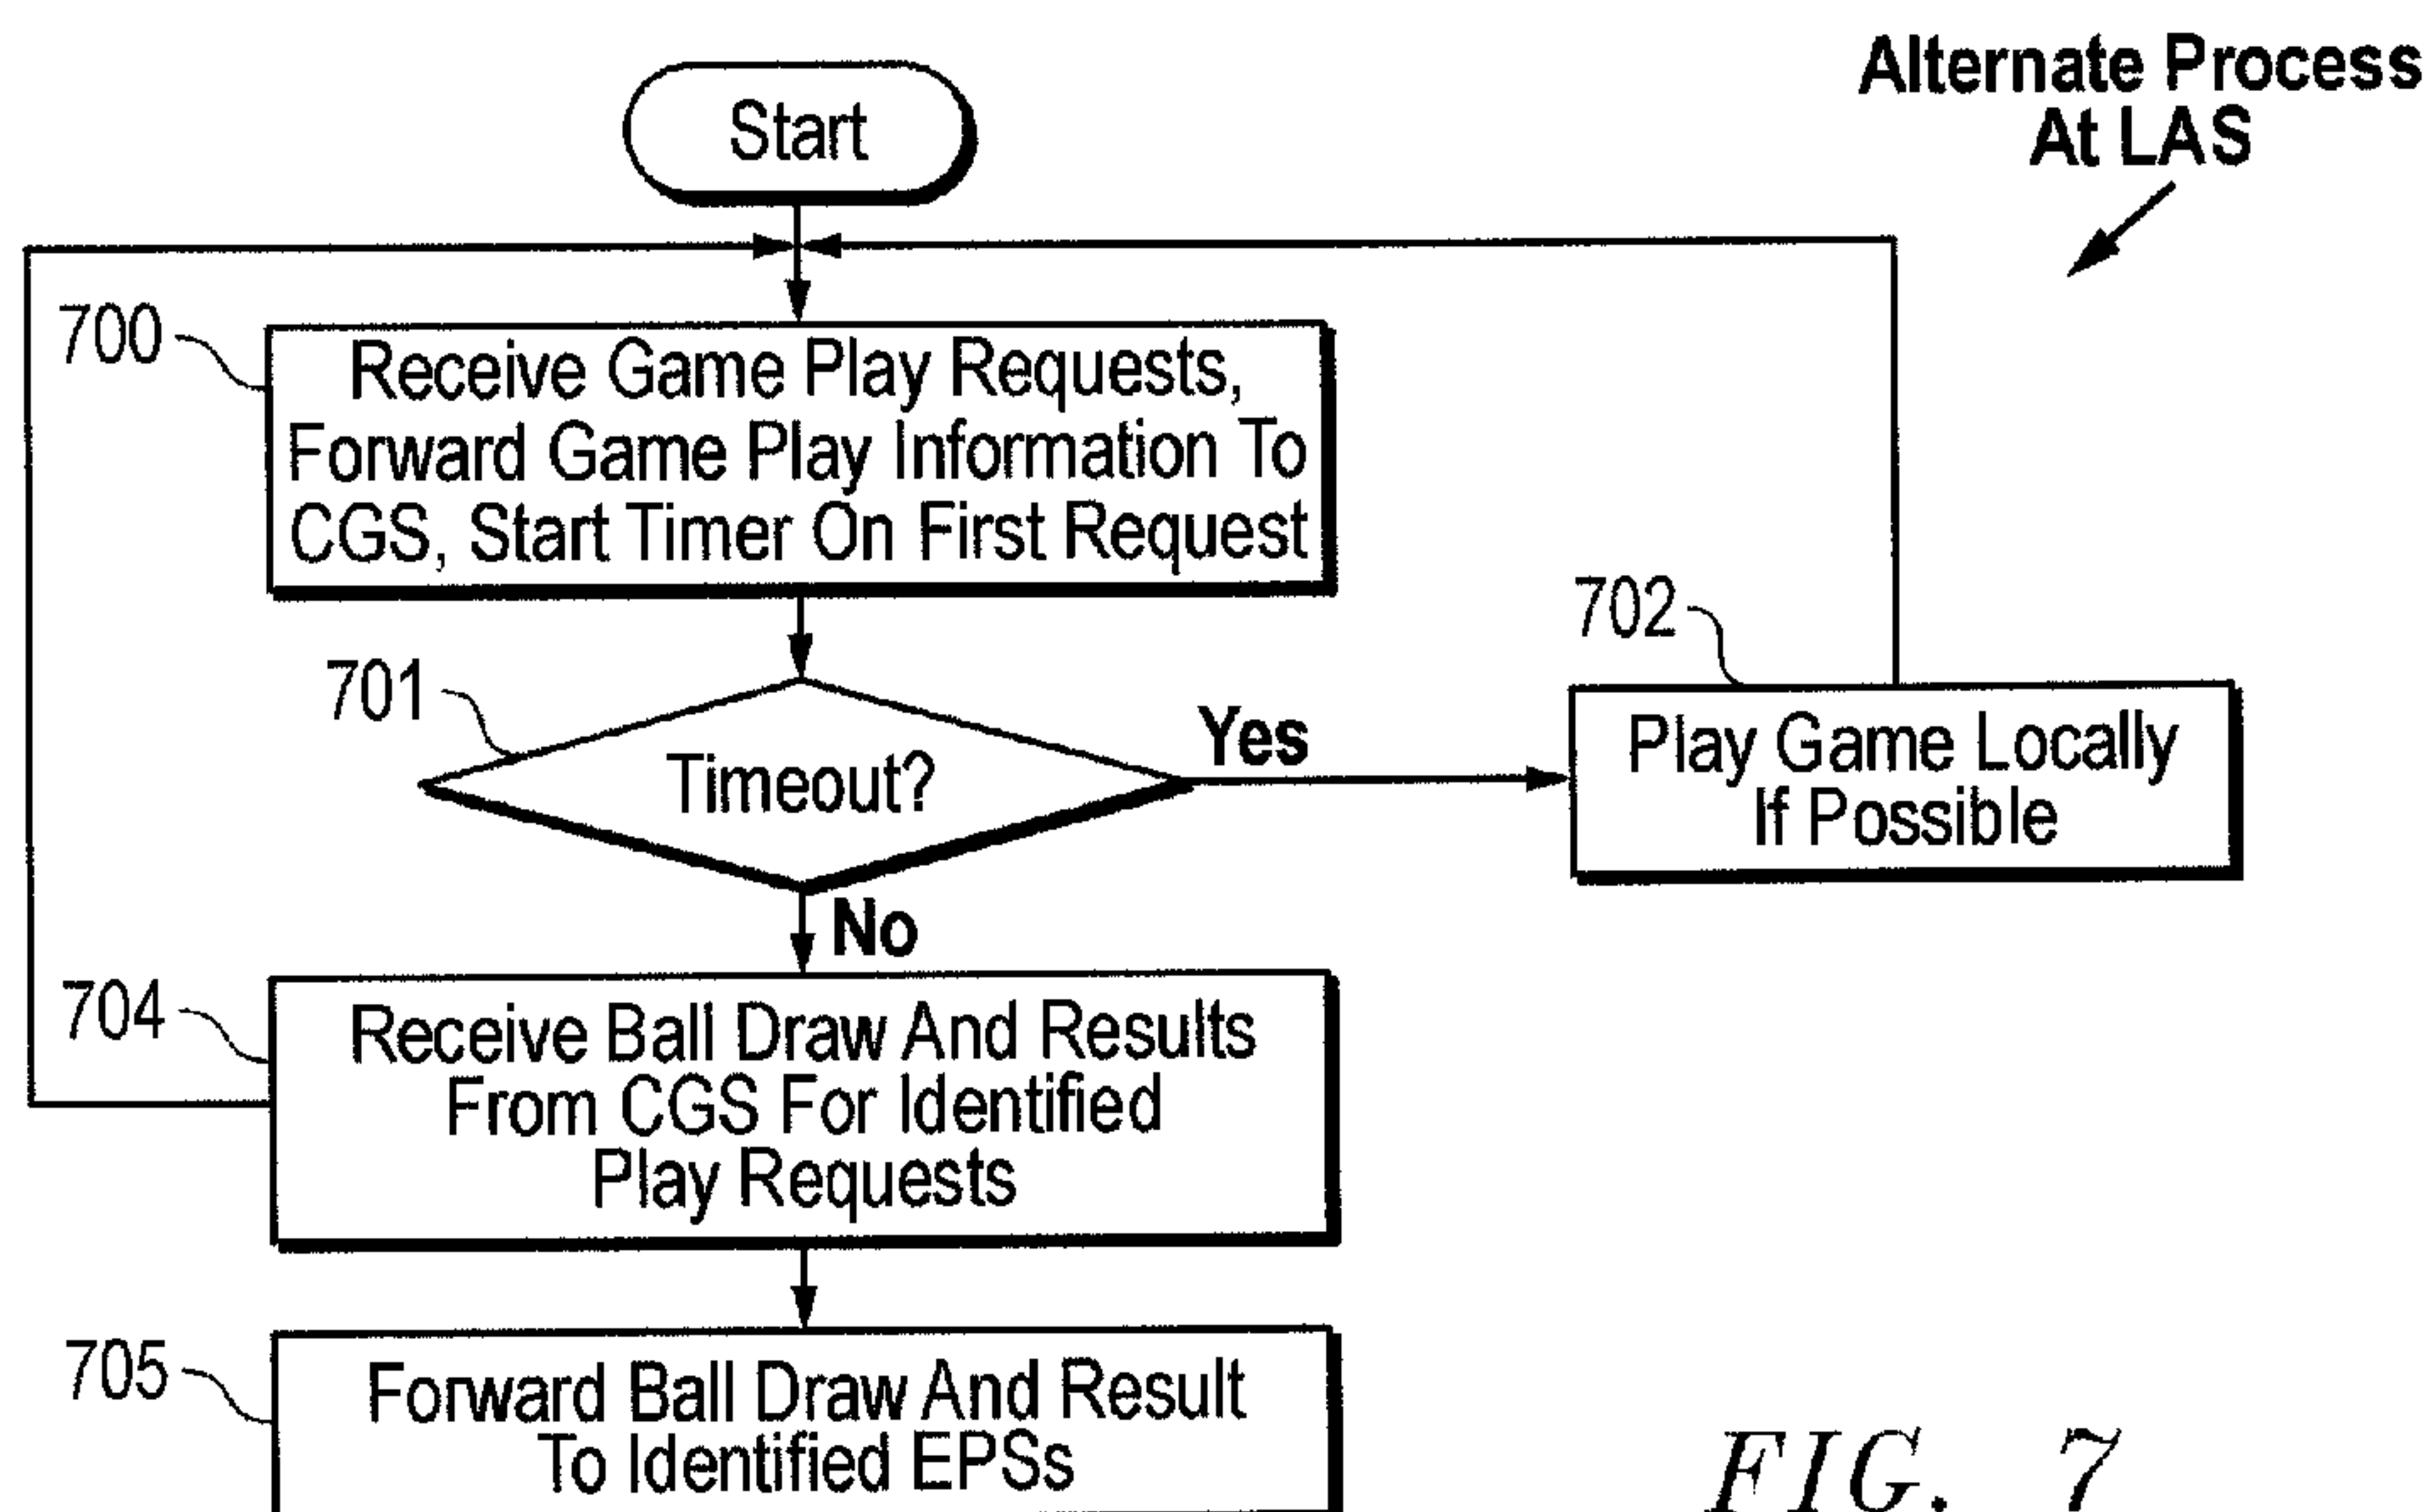 Alternate Process
At LAS
Start
700
Receive Game Play Requests,
Forward Game Play Information To
CGS, Start Timer On First Request
701
Timeout?
Yes
702
Play Game Locally
If Possible
No
704
Receive Ball Draw And Results
From CGS For Identified
Play Requests
705
Forward Ball Draw And Result
To Identified EPSs
FIG. 7